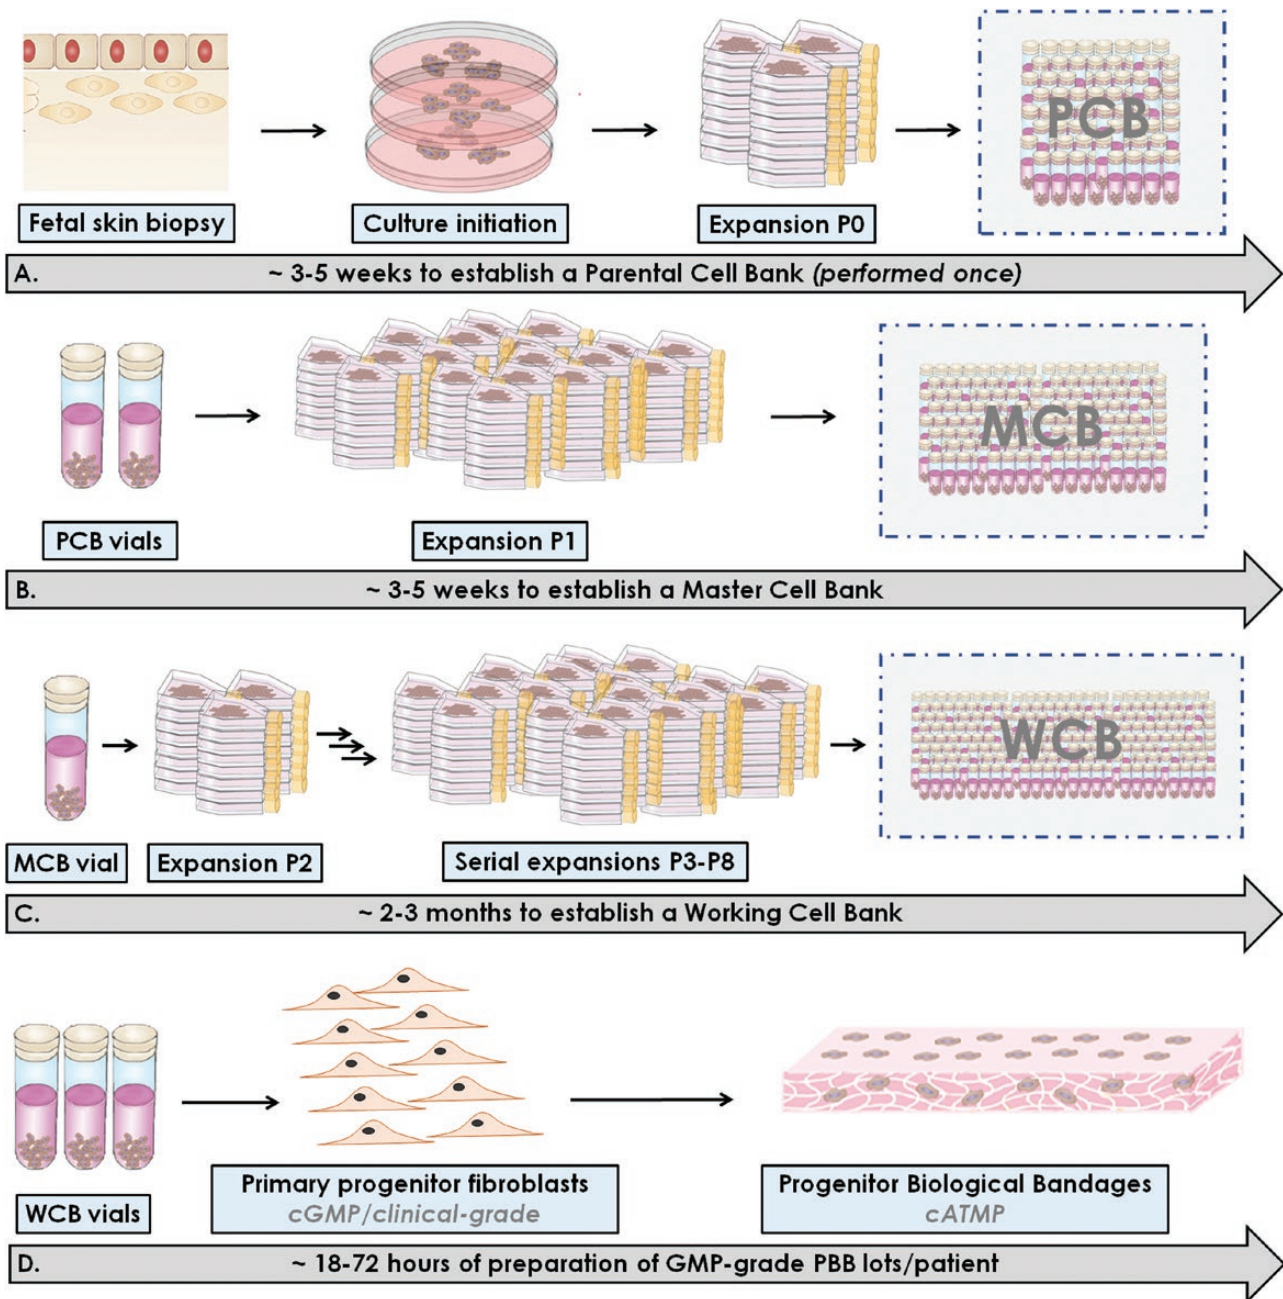 PCB
Fetal skin biopsy
Culture initiation
Expansion P0
A.
~ 3-5 weeks to establish a Parental Cell Bank (performed once)
MCB
PCB vials
Expansion P1
B.
~ 3-5 weeks to establish a Master Cell Bank
WCB
MCB vial
Expansion P2
Serial expansions P3-P8
C.
~ 2-3 months to establish a Working Cell Bank
WCB vials
Primary progenitor fibroblasts
cGMP/clinical-grade
Progenitor Biological Bandages
cATMP
D.
~ 18-72 hours of preparation of GMP-grade PBB lots/patient